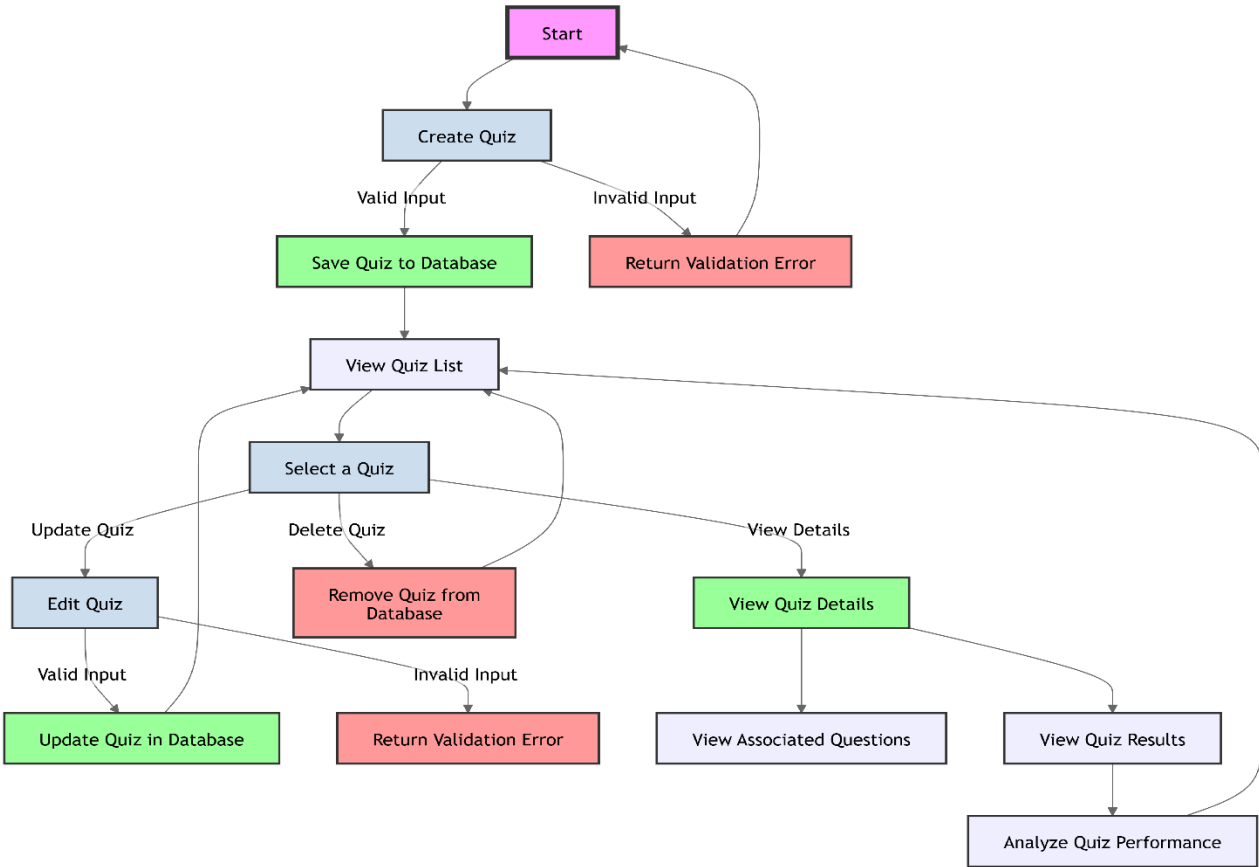 Start
Create Quiz
Valid Input
Invalid Input
Save Quiz to Database
Return Validation Error
View Quiz List
Select a Quiz
Update Quiz
Delete Quiz
View Details
Edit Quiz
Remove Quiz from
Database
View Quiz Details
Valid Input
Invalid Input
Update Quiz in Database
Return Validation Error
View Associated Questions
View Quiz Results
Analyze Quiz Performance